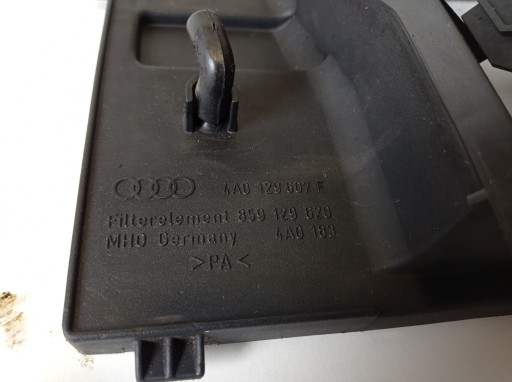 4A0 129 607 F
Filterelement 859 129 620
MHD Germany 4A0 183
>PA<